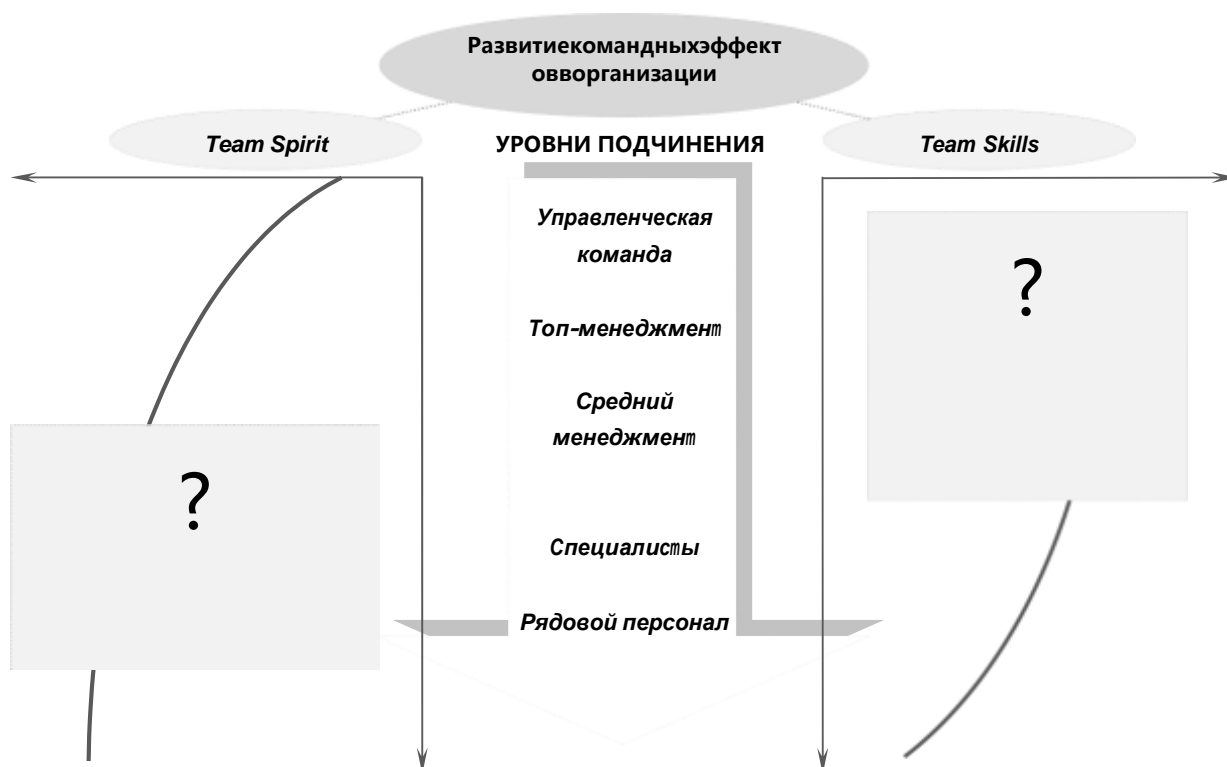 Развитиекомандныхэффект
овворганизации
Team Spirit
УРОВНИ ПОДЧИНЕНИЯ
Team Skills
Управленческая
команда
?
Топ-менеджмент
Средний
менеджмент
?
Специалисты
Рядовой персонал